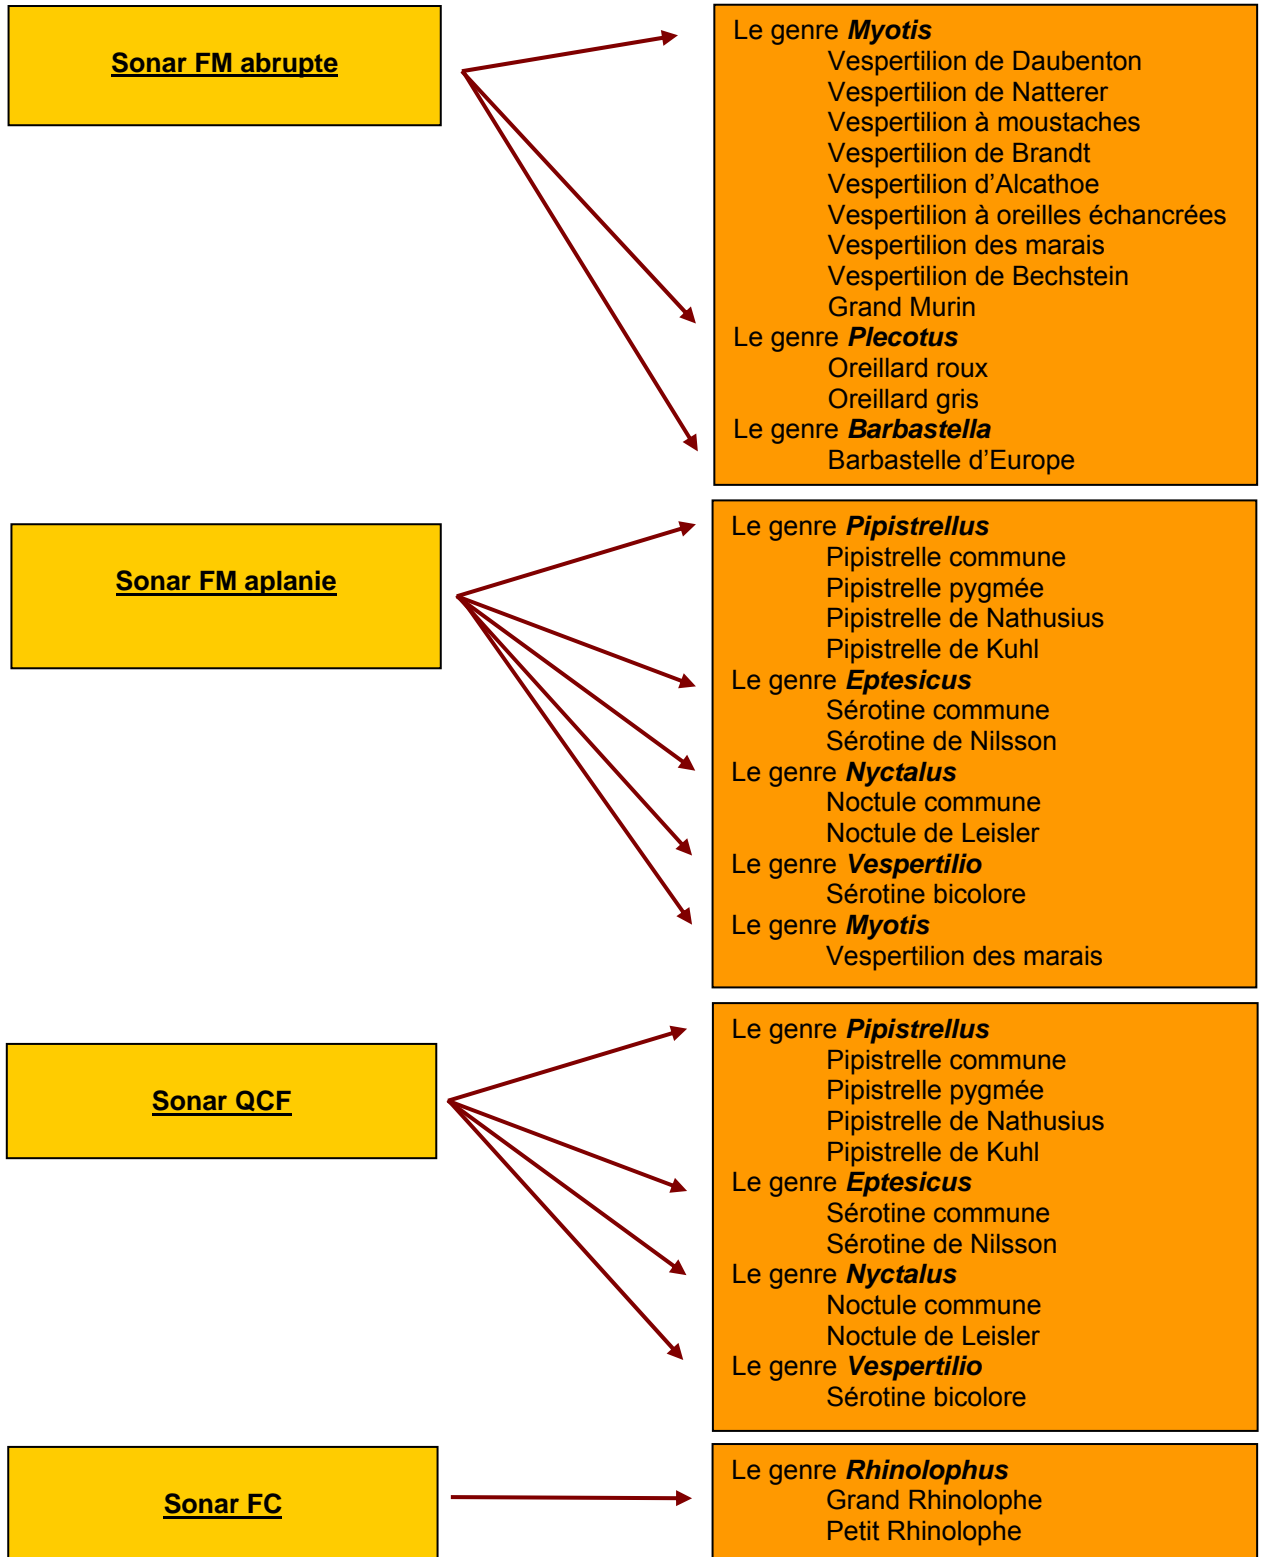 Sonar FM abrupte
Le genre Myotis
Vespertilion de Daubenton
Vespertilion de Natterer
Vespertilion à moustaches
Vespertilion de Brandt
Vespertilion d’Alcathoe
Vespertilion à oreilles échancrées
Vespertilion des marais
Vespertilion de Bechstein
Grand Murin
Le genre Plecotus
Oreillard roux
Oreillard gris
Le genre Barbastella
Barbastelle d’Europe
Sonar FM aplanie
Le genre Pipistrellus
Pipistrelle commune
Pipistrelle pygmée
Pipistrelle de Nathusius
Pipistrelle de Kuhl
Le genre Eptesicus
Sérotine commune
Sérotine de Nilsson
Le genre Nyctalus
Noctule commune
Noctule de Leisler
Le genre Vespertilio
Sérotine bicolore
Le genre Myotis
Vespertilion des marais
Sonar QCF
Le genre Pipistrellus
Pipistrelle commune
Pipistrelle pygmée
Pipistrelle de Nathusius
Pipistrelle de Kuhl
Le genre Eptesicus
Sérotine commune
Sérotine de Nilsson
Le genre Nyctalus
Noctule commune
Noctule de Leisler
Le genre Vespertilio
Sérotine bicolore
Sonar FC
Le genre Rhinolophus
Grand Rhinolophe
Petit Rhinolophe